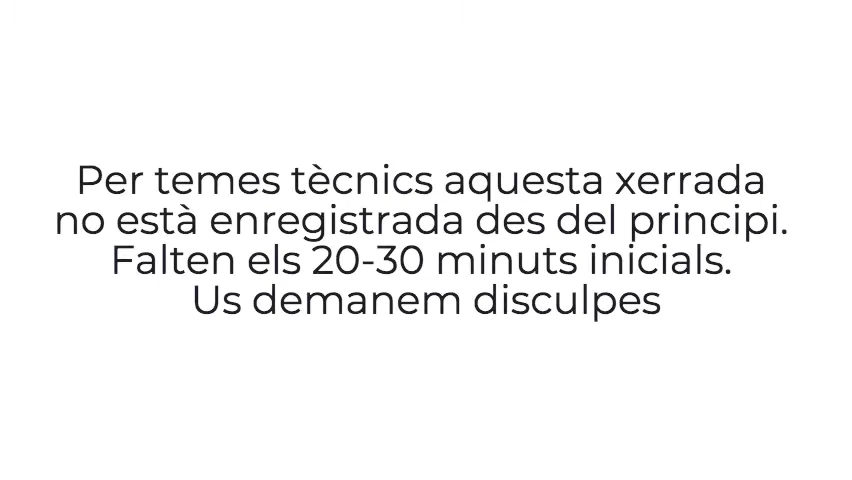 Per temes tècnics aquesta xerrada
no està enregistrada des del principi.
Falten els 20-30 minuts inicials.
Us demanem disculpes